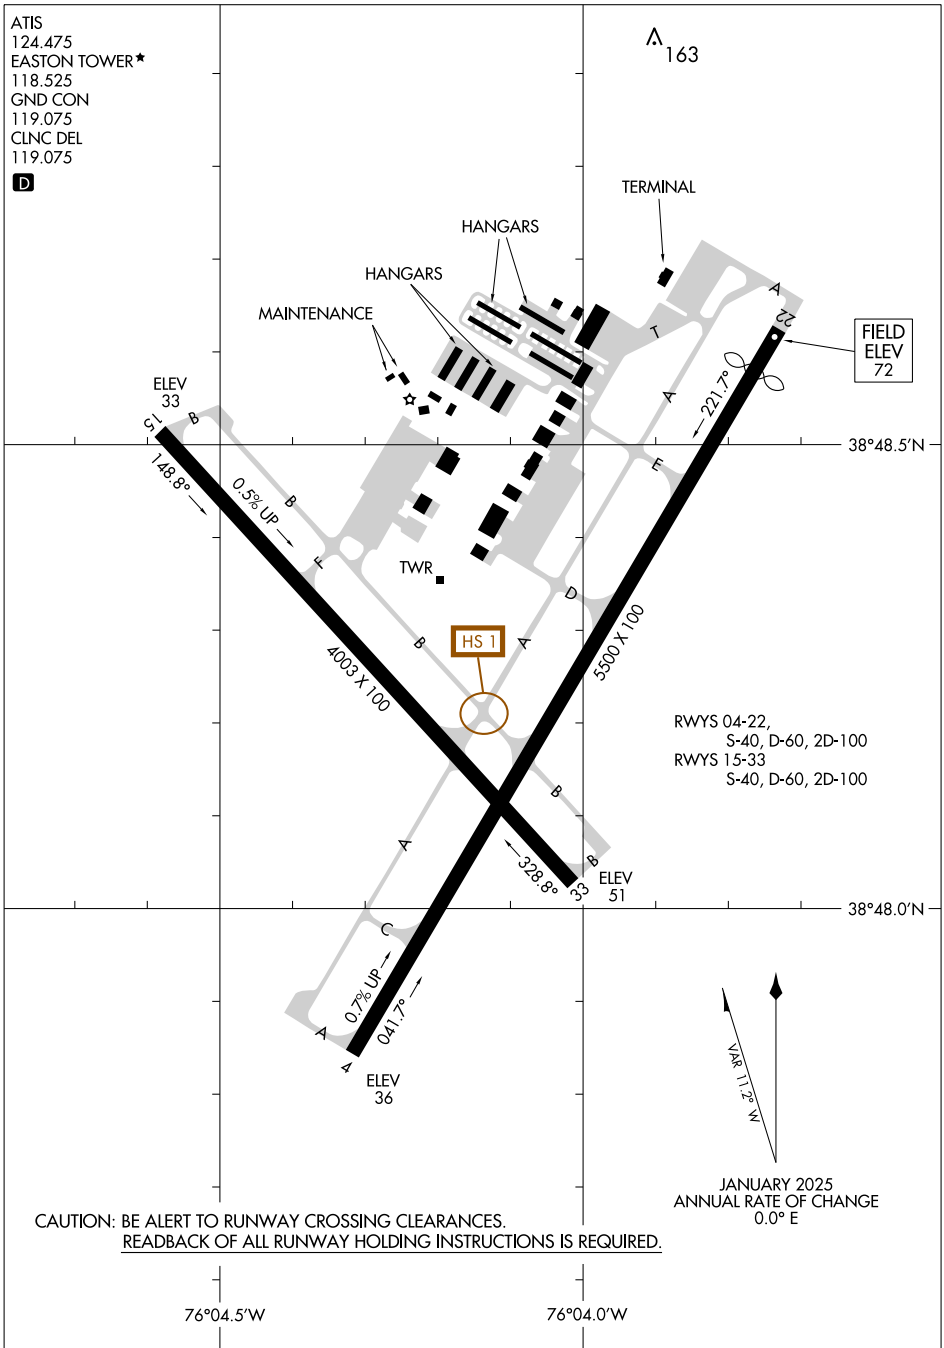 ATIS
124.475
EASTON TOWER★
118.525
GND CON
119.075
CLNC DEL
119.075
D
163
TERMINAL
HANGARS
HANGARS
MAINTENANCE
A
22
FIELD
ELEV
72
T
221.7°
A
ELEV
33
15
B
E
38°48.5'N
148.8°
0.5% UP
B
F
TWR
D
HS 1
B
A
5500 X 100
4003 X 100
RWYS 04-22,
S-40, D-60, 2D-100
RWYS 15-33
S-40, D-60, 2D-100
B
A
328.8°
B
33
ELEV
51
38°48.0'N
C
0.7% UP
041.7°
A
4
ELEV
36
VAR 11.2° W
JANUARY 2025
ANNUAL RATE OF CHANGE
0.0° E
CAUTION: BE ALERT TO RUNWAY CROSSING CLEARANCES.
READBACK OF ALL RUNWAY HOLDING INSTRUCTIONS IS REQUIRED.
76°04.5'W
76°04.0'W